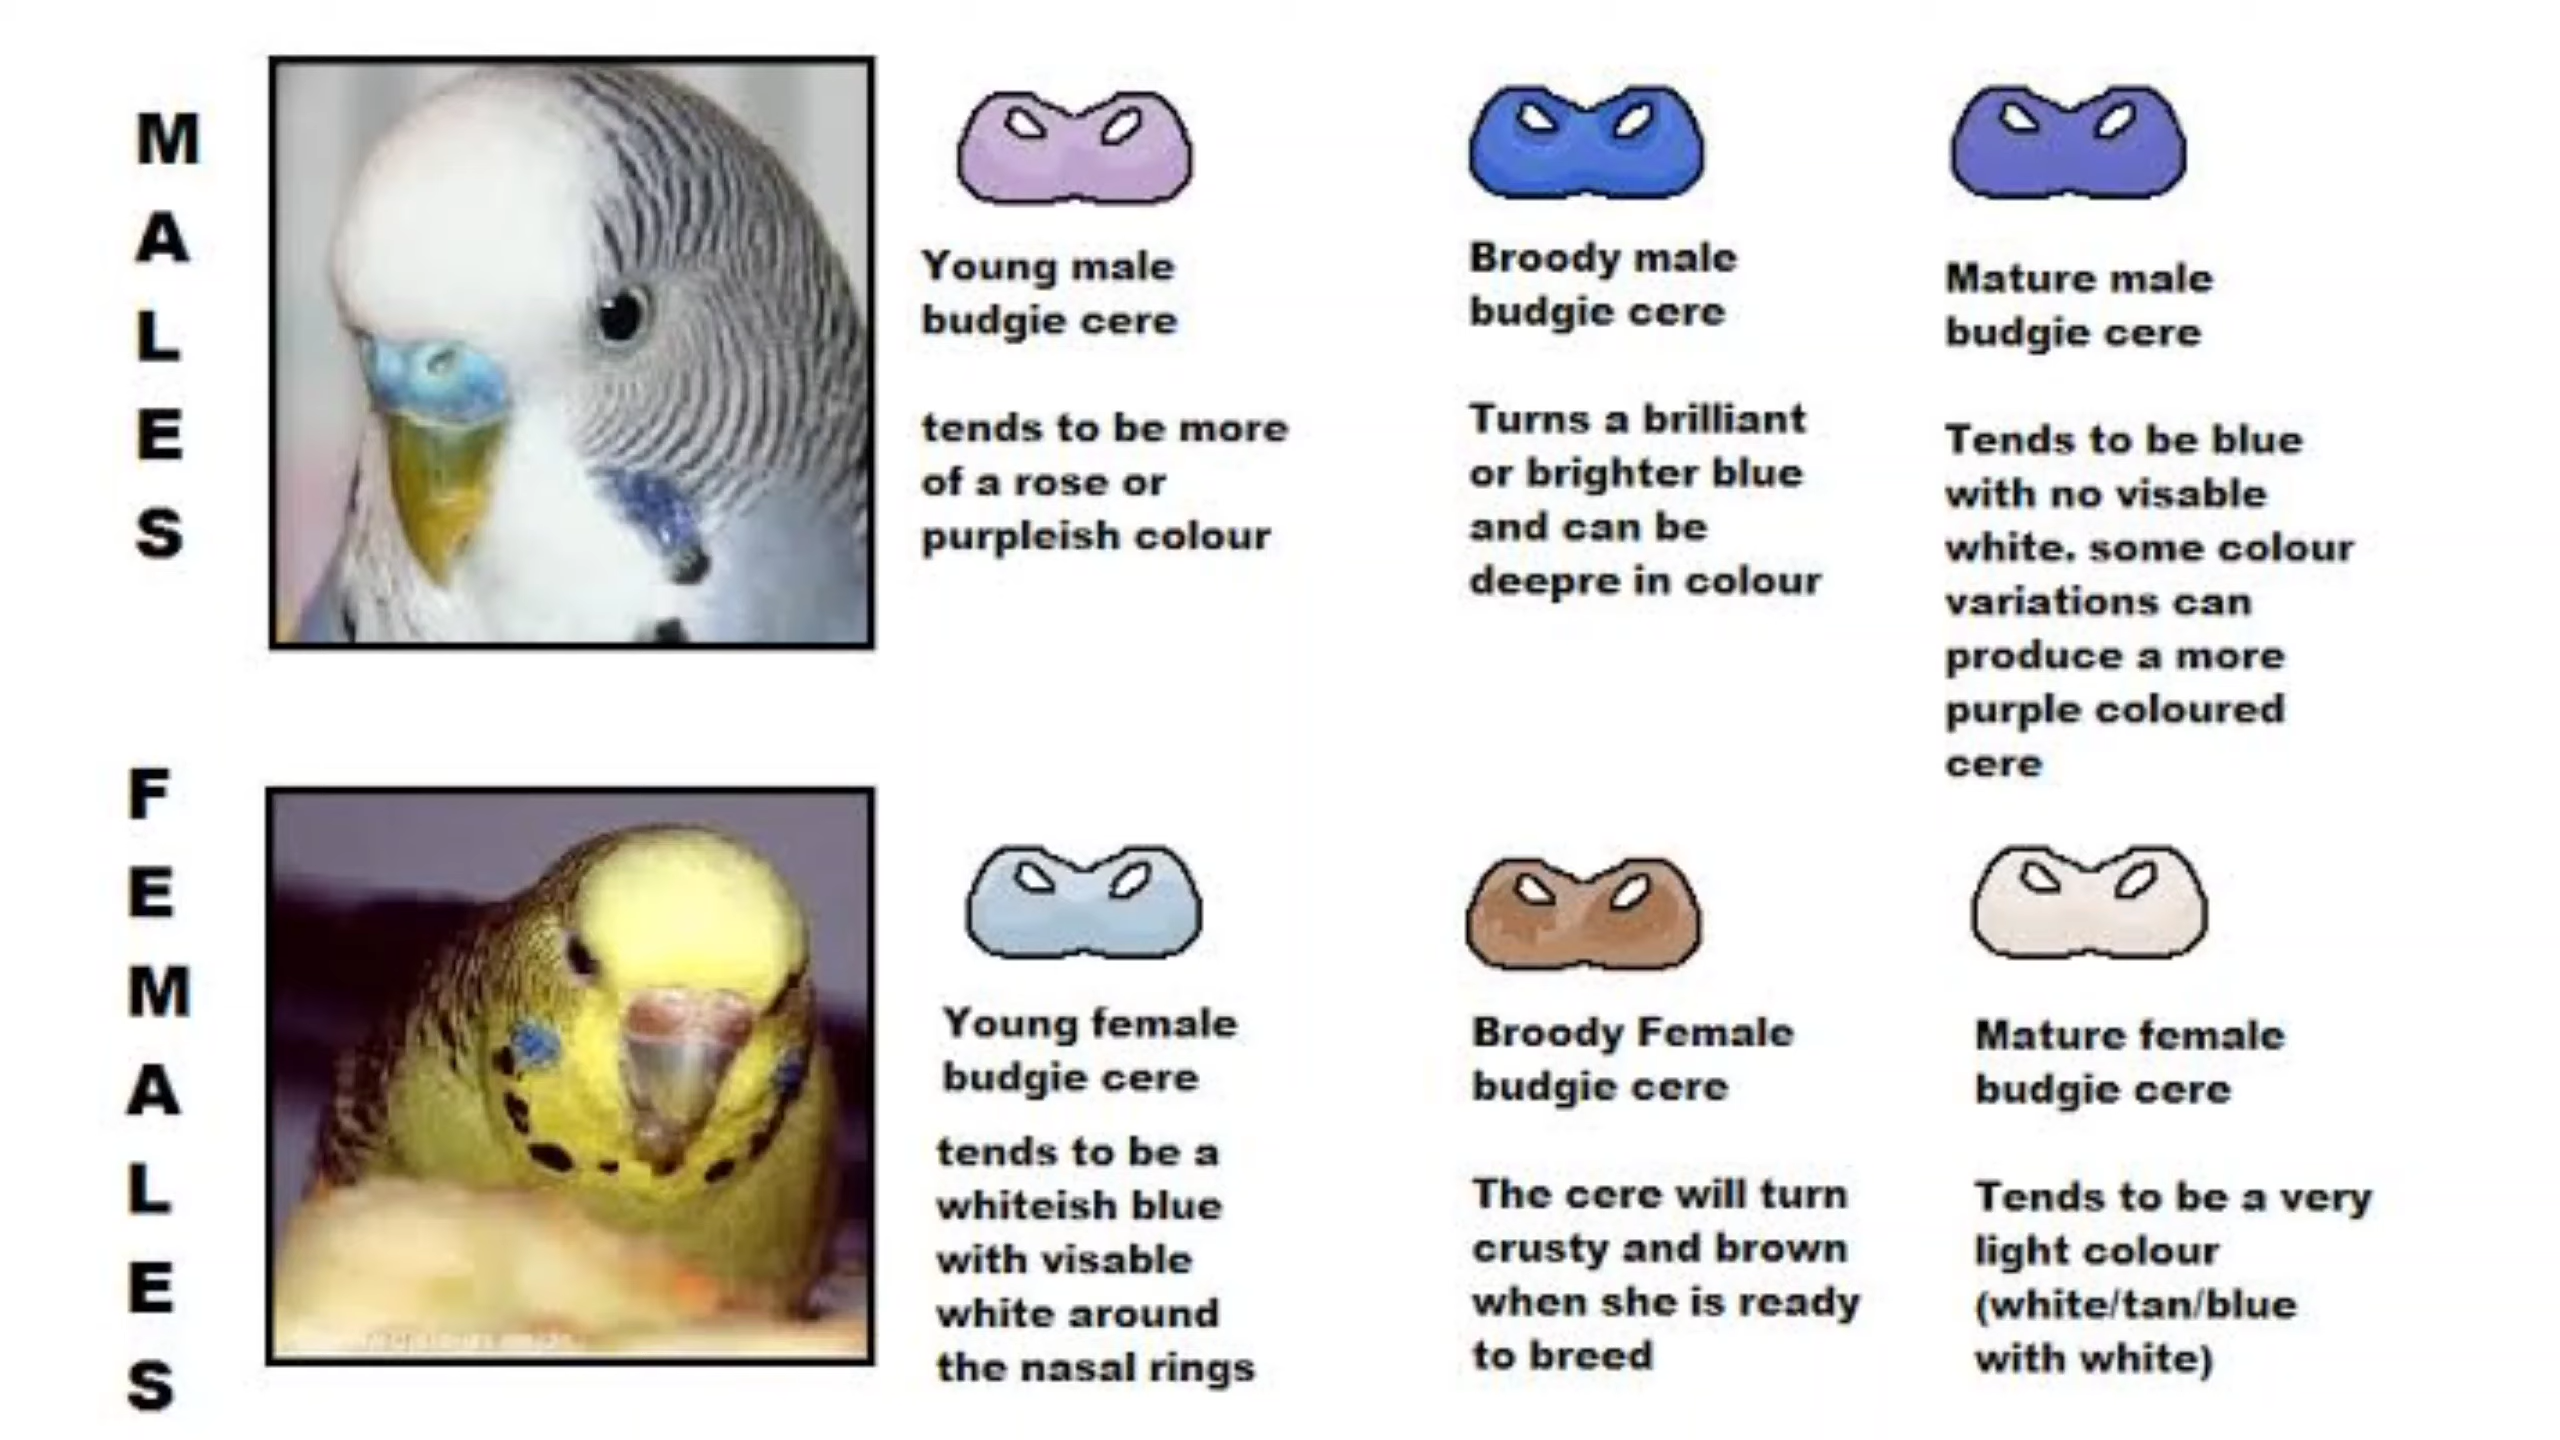 MALES
Young male
budgie cere
tends to be more
of a rose or
purpleish colour
Broody male
budgie cere
Turns a brilliant
or brighter blue
and can be
deepre in colour
Mature male
budgie cere
Tends to be blue
with no visable
white. some colour
variations can
produce a more
purple coloured
cere
FEMALES
Young female
budgie cere
tends to be a
whiteish blue
with visable
white around
the nasal rings
Broody Female
budgie cere
The cere will turn
crusty and brown
when she is ready
to breed
Mature female
budgie cere
Tends to be a very
light colour
(white/tan/blue
with white)